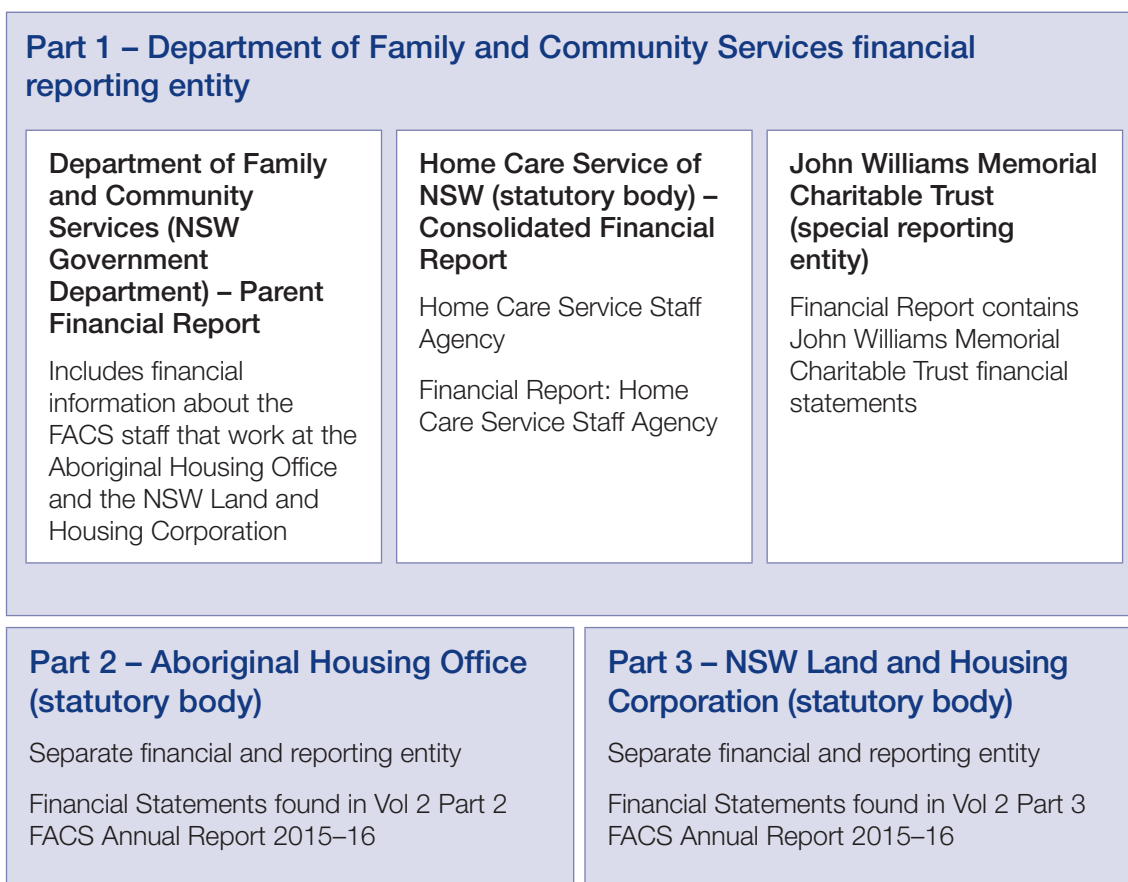 Part 1 – Department of Family and Community Services financial
reporting entity
Department of Family
and Community
Services (NSW
Government
Department) – Parent
Financial Report
Includes financial
information about the
FACS staff that work at the
Aboriginal Housing Office
and the NSW Land and
Housing Corporation
Home Care Service of
NSW (statutory body) –
Consolidated Financial
Report
Home Care Service Staff
Agency
Financial Report: Home
Care Service Staff Agency
John Williams Memorial
Charitable Trust
(special reporting
entity)
Financial Report contains
John Williams Memorial
Charitable Trust financial
statements
Part 2 – Aboriginal Housing Office
(statutory body)
Separate financial and reporting entity
Financial Statements found in Vol 2 Part 2
FACS Annual Report 2015–16
Part 3 – NSW Land and Housing
Corporation (statutory body)
Separate financial and reporting entity
Financial Statements found in Vol 2 Part 3
FACS Annual Report 2015–16